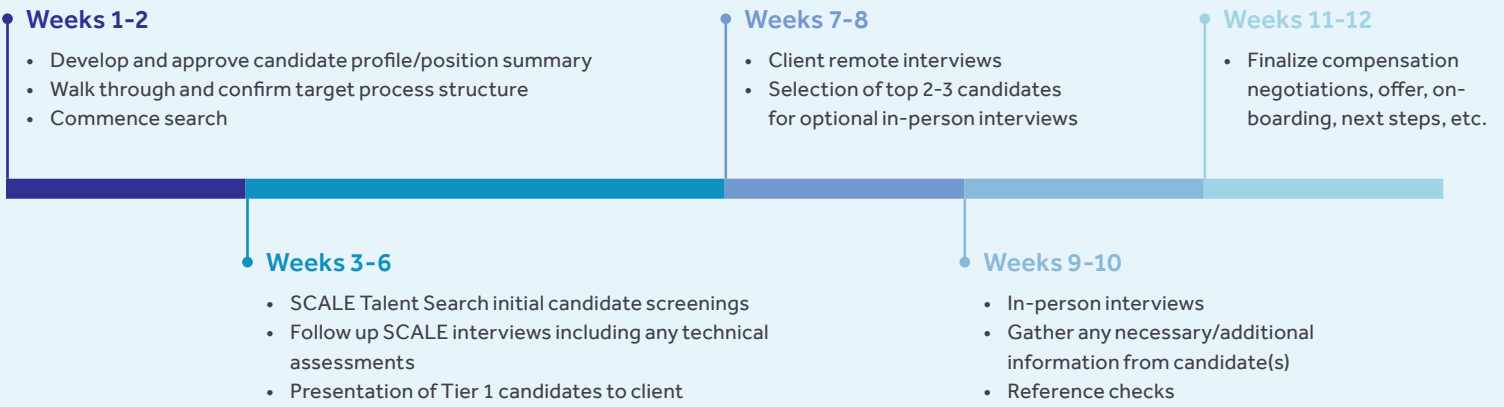 Weeks 1-2
• Develop and approve candidate profile/position summary
• Walk through and confirm target process structure
• Commence search
Weeks 3-6
• SCALE Talent Search initial candidate screenings
• Follow up SCALE interviews including any technical
assessments
• Presentation of Tier 1 candidates to client
Weeks 7-8
• Client remote interviews
• Selection of top 2-3 candidates
for optional in-person interviews
Weeks 9-10
• In-person interviews
• Gather any necessary/additional
information from candidate(s)
• Reference checks
Weeks 11-12
• Finalize compensation
negotiations, offer, on-
boarding, next steps, etc.